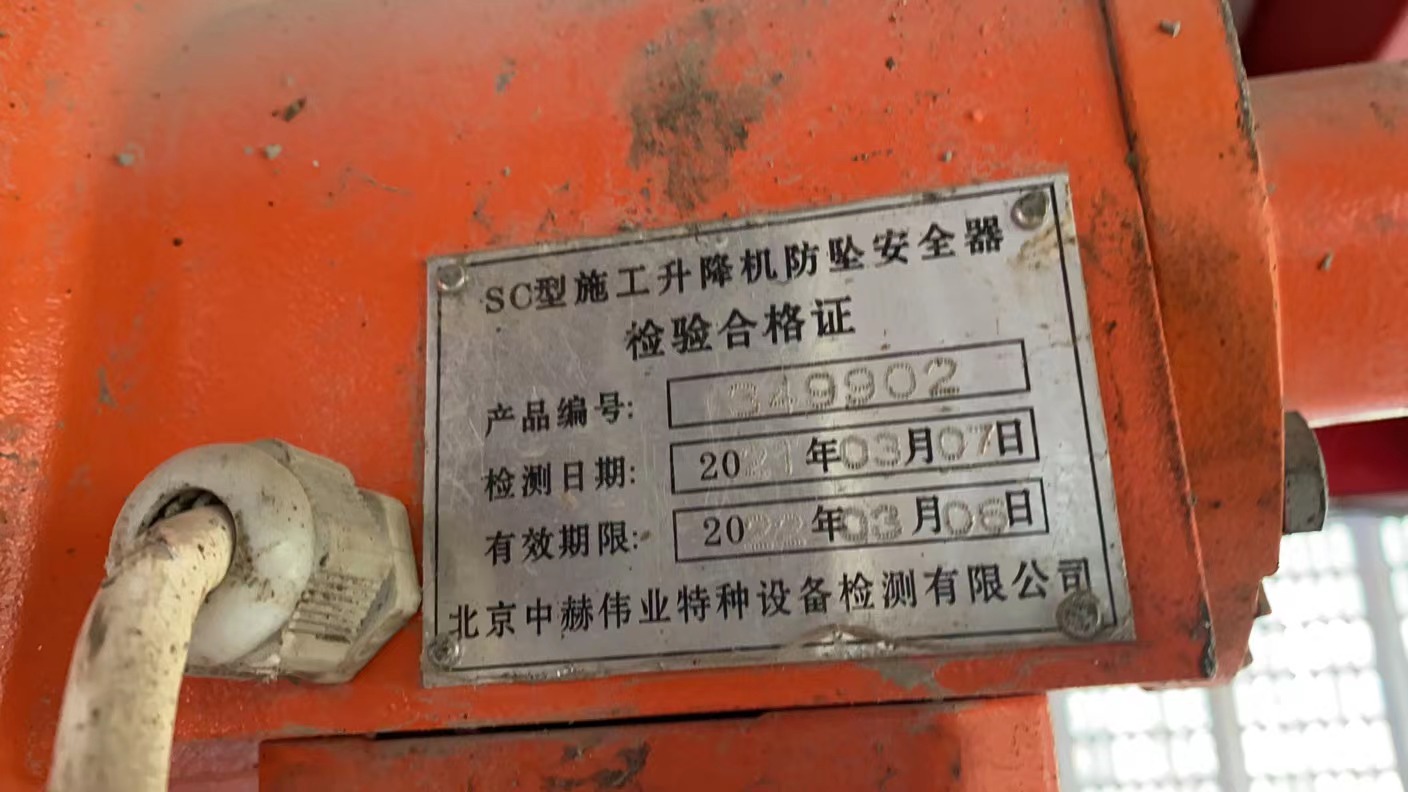 SC型施工升降机防坠安全器
检验合格证
产品编号: 349902
检测日期: 2021年03月07日
有效期限: 2022年03月06日
北京中赫伟业特种设备检测有限公司